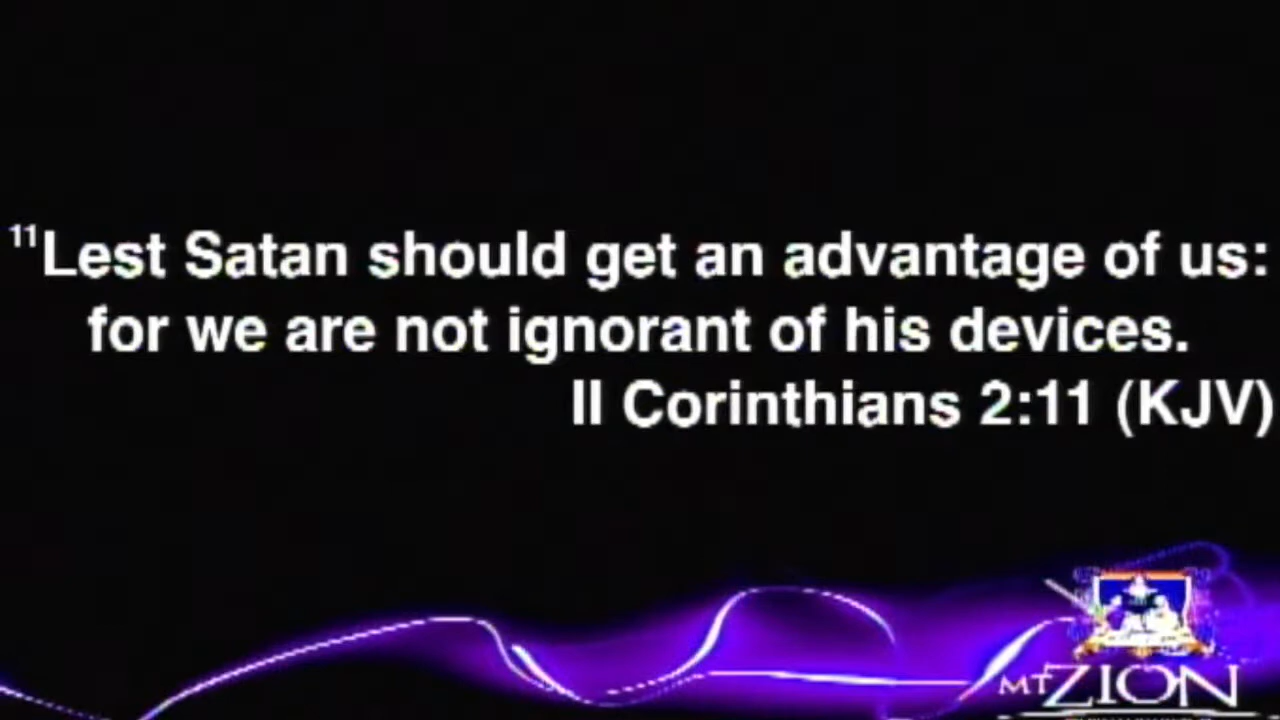 11Lest Satan should get an advantage of us:
for we are not ignorant of his devices.
II Corinthians 2:11 (KJV)
MT ZION